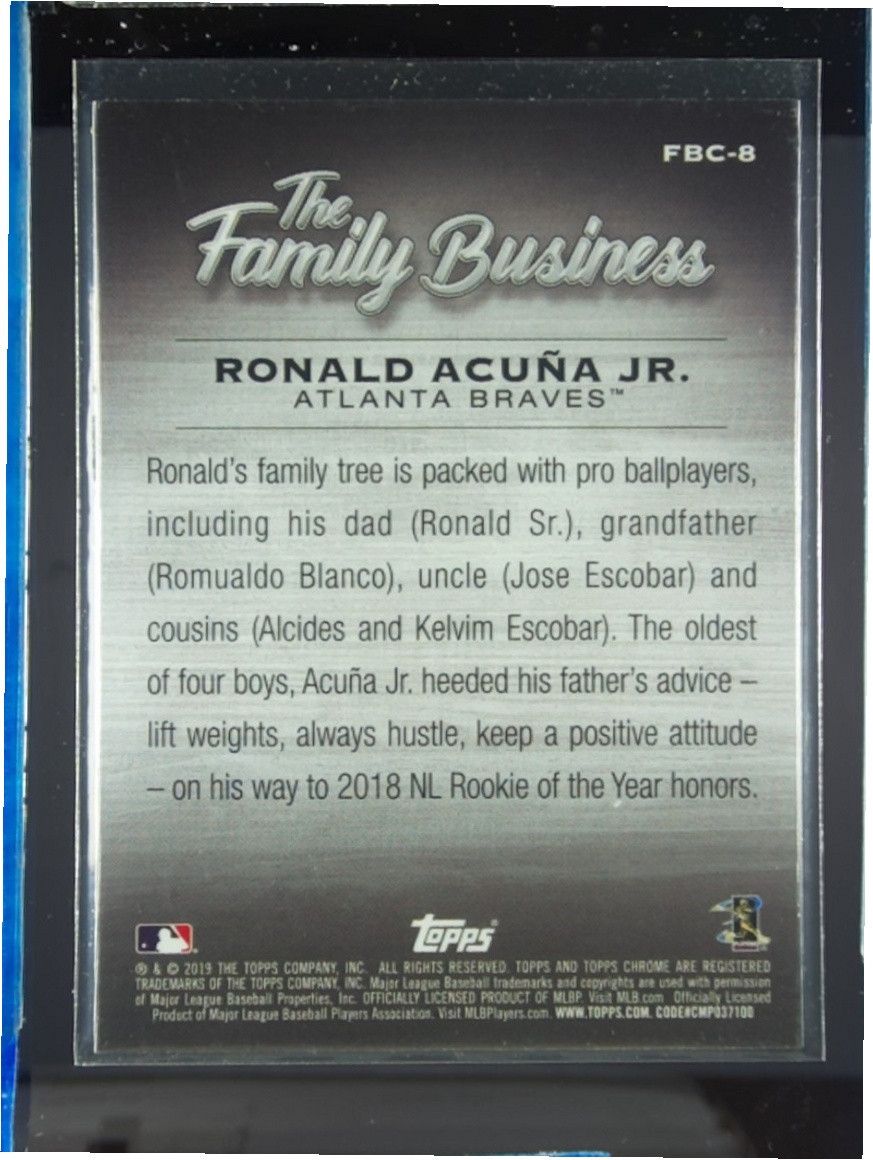 FBC-8
The
Family Business
RONALD ACUÑA JR.
ATLANTA BRAVES™
Ronald's family tree is packed with pro ballplayers,
including his dad (Ronald Sr.), grandfather
(Romualdo Blanco), uncle (Jose Escobar) and
cousins (Alcides and Kelvim Escobar). The oldest
of four boys, Acuña Jr. heeded his father's advice –
lift weights, always hustle, keep a positive attitude
– on his way to 2018 NL Rookie of the Year honors.
Topps®
® & © 2019 THE TOPPS COMPANY, INC. ALL RIGHTS RESERVED. TOPPS AND TOPPS CHROME ARE REGISTERED
TRADEMARKS OF THE TOPPS COMPANY, INC. Major League Baseball trademarks and copyrights are used with permission
of Major League Baseball Properties, Inc. OFFICIALLY LICENSED PRODUCT OF MLBP. Visit MLB.com Officially Licensed
Product of Major League Baseball Players Association. Visit MLBPlayers.com. WWW.TOPPS.COM. CODE#CMP037100